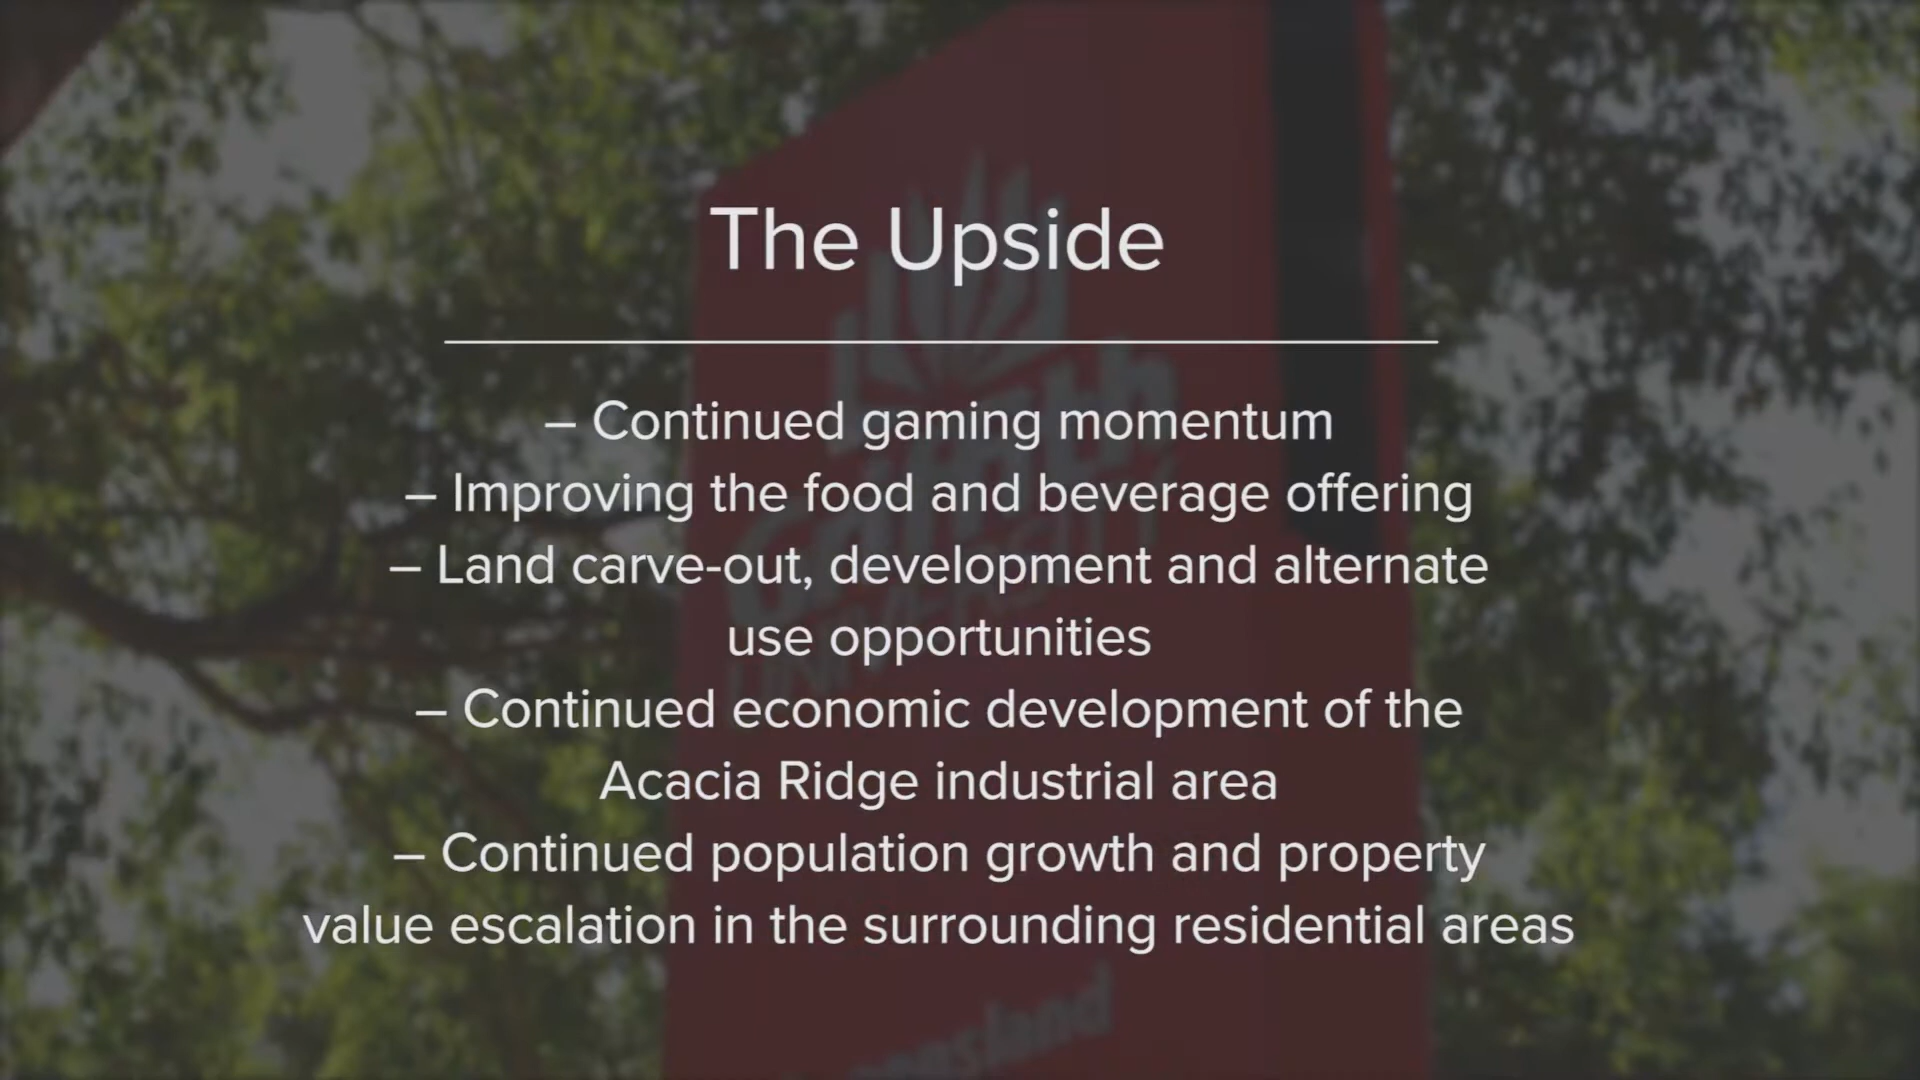 The Upside
– Continued gaming momentum
– Improving the food and beverage offering
– Land carve-out, development and alternate
use opportunities
– Continued economic development of the
Acacia Ridge industrial area
– Continued population growth and property
value escalation in the surrounding residential areas
Griffith
UNIVERSITY